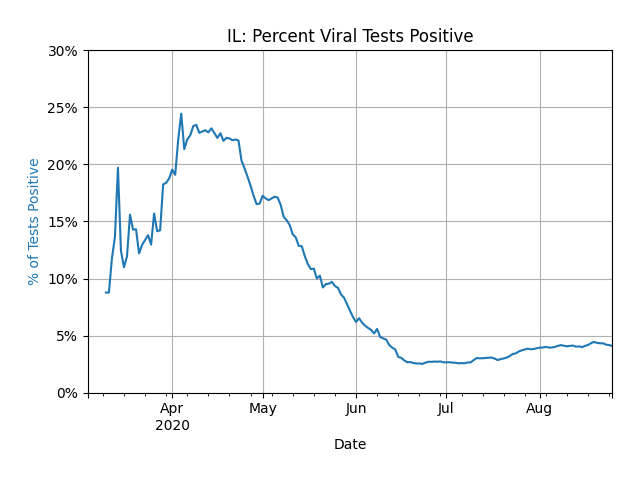 IL: Percent Viral Tests Positive
30%
25%
20%
15%
10%
5%
0%
% of Tests Positive
Apr
2020
May
Jun
Jul
Aug
Date